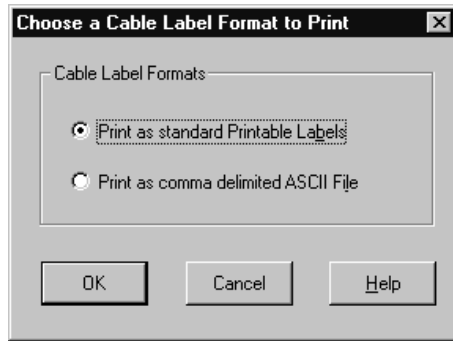 Choose a Cable Label Format to Print
Cable Label Formats
Print as standard Printable Labels
Print as comma delimited ASCII File
OK Cancel Help